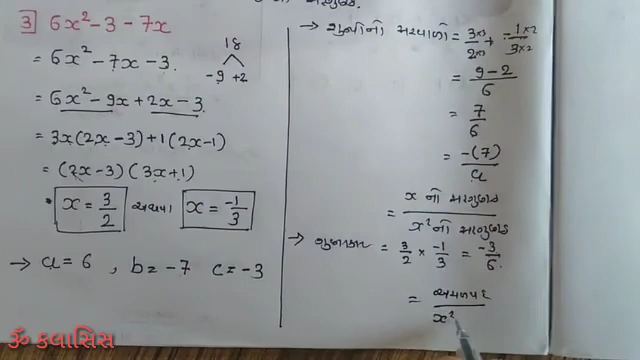 3) 6x² - 3 - 7x
= 6x² - 7x - 3.
18
-9 +2
= 6x² - 9x + 2x - 3
= 3x(2x - 3) + 1(2x - 1)
= (2x - 3) (3x + 1)
x = 3/2 અથવા x = -1/3
→ a = 6 , b = -7 c = -3
→ શૂન્યોનો સરવાળો = 3×3/2×3 + -1×2/3×2
= 9-2/6
= 7/6
= -(7)/a
= x નો સહગુણક / x² નો સહગુણક
→ ગુણાકાર = 3/2 × -1/3 = -3/6.
= અચળપદ / x²
ૐ કલાસિસ